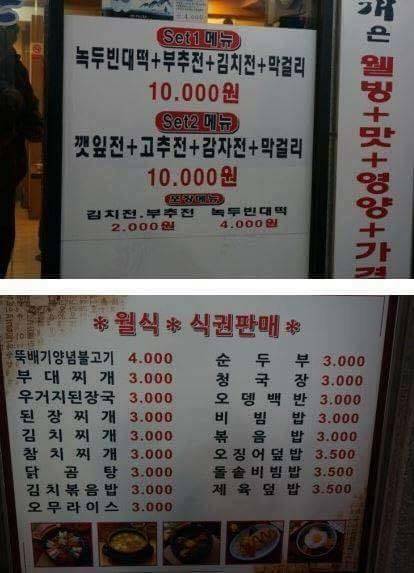 Set1 메뉴
녹두빈대떡+부추전+김치전+막걸리
10.000원
Set2 메뉴
깻잎전+고추전+감자전+막걸리
10.000원
포장메뉴
김치전.부추전 녹두빈대떡
2.000원 4.000원
은 웰빙+맛+영양+가격
*월식* 식권판매*
뚝배기양념불고기 4.000
부대찌개 3.000
우거지된장국 3.000
된장찌개 3.000
김치찌개 3.000
참치찌개 3.000
닭곰탕 3.000
김치볶음밥 3.000
오무라이스 3.000
순두부 3.000
청국장 3.000
오뎅백반 3.000
비빔밥 3.000
볶음밥 3.000
오징어덮밥 3.500
돌솥비빔밥 3.500
제육덮밥 3.500